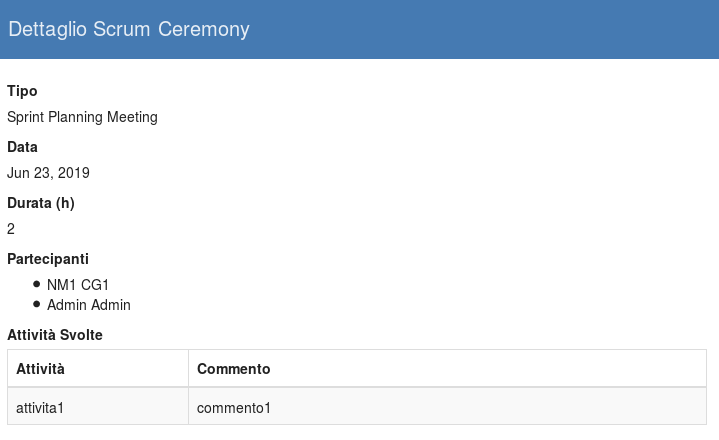 Dettaglio Scrum Ceremony
Tipo
Sprint Planning Meeting
Data
Jun 23, 2019
Durata (h)
2
Partecipanti
● NM1 CG1
● Admin Admin
Attività Svolte
Attività Commento
attivita1 commento1